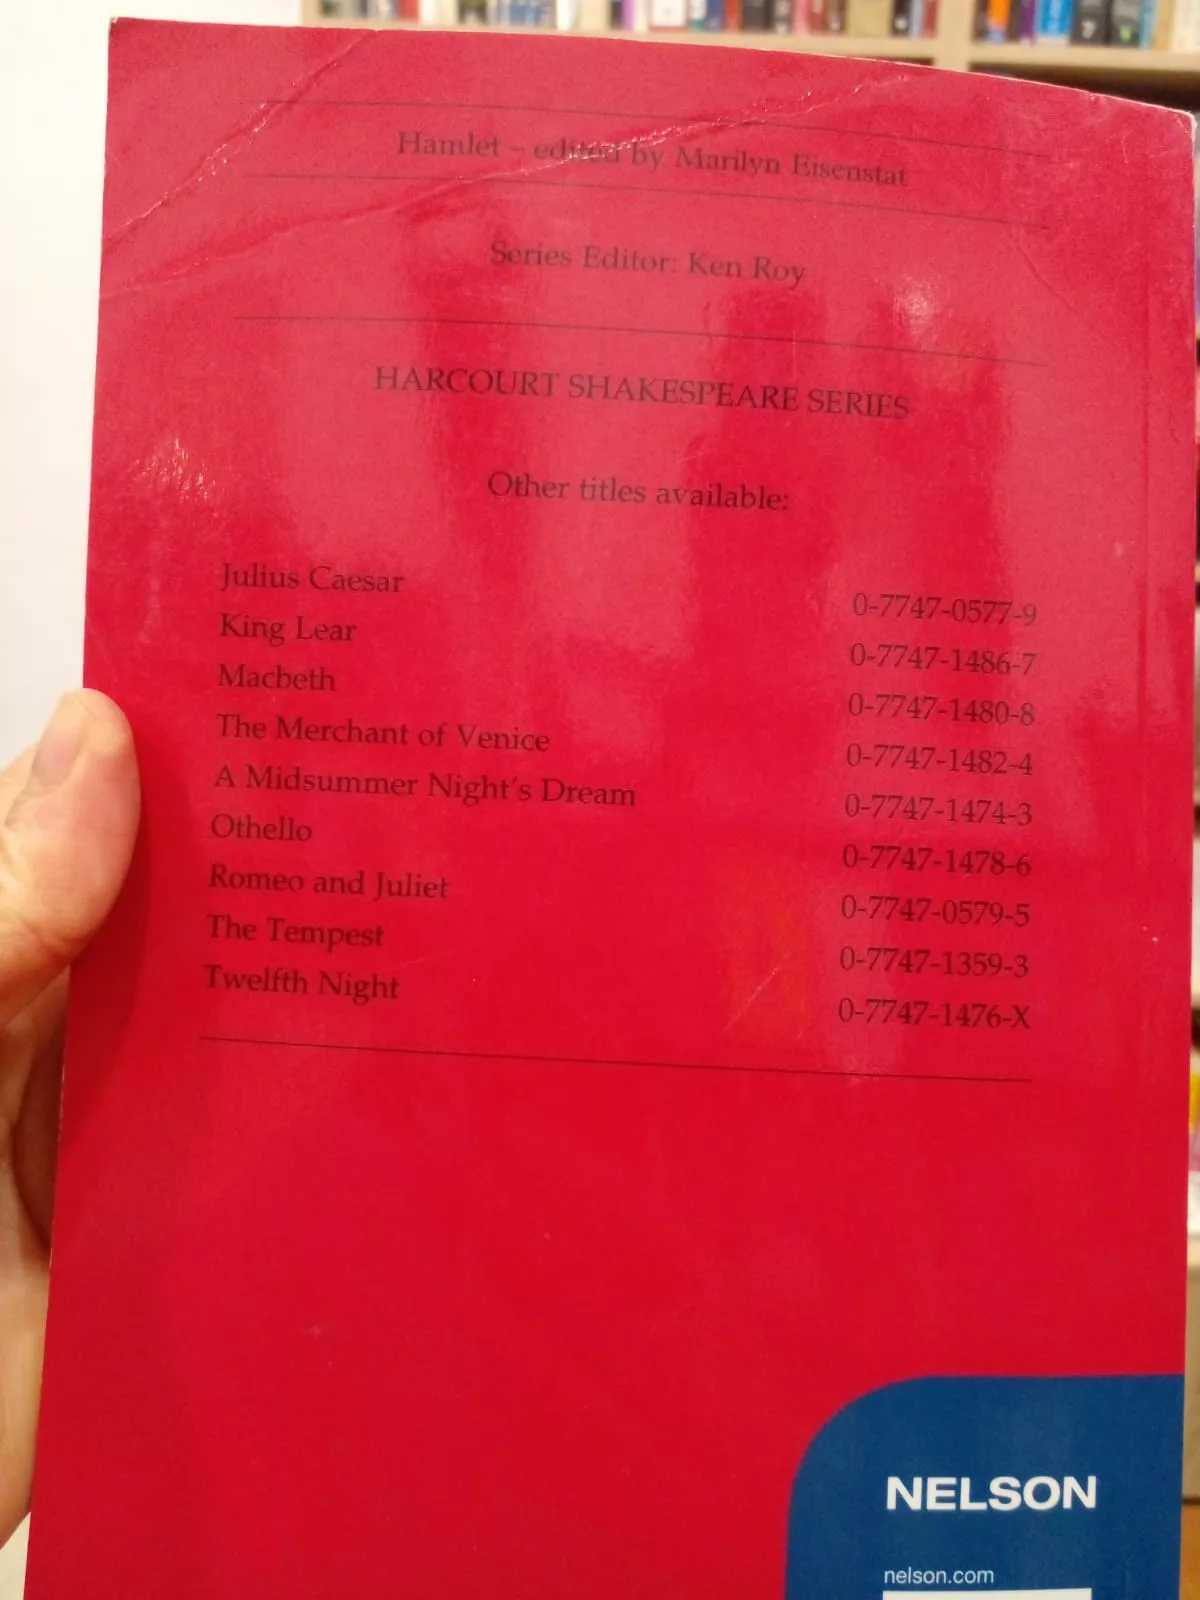 Hamlet – edited by Marilyn Eisenstat
Series Editor: Ken Roy
HARCOURT SHAKESPEARE SERIES
Other titles available:
Julius Caesar 0-7747-0577-9
King Lear 0-7747-1486-7
Macbeth 0-7747-1480-8
The Merchant of Venice 0-7747-1482-4
A Midsummer Night's Dream 0-7747-1474-3
Othello 0-7747-1478-6
Romeo and Juliet 0-7747-0579-5
The Tempest 0-7747-1359-3
Twelfth Night 0-7747-1476-X
NELSON
nelson.com